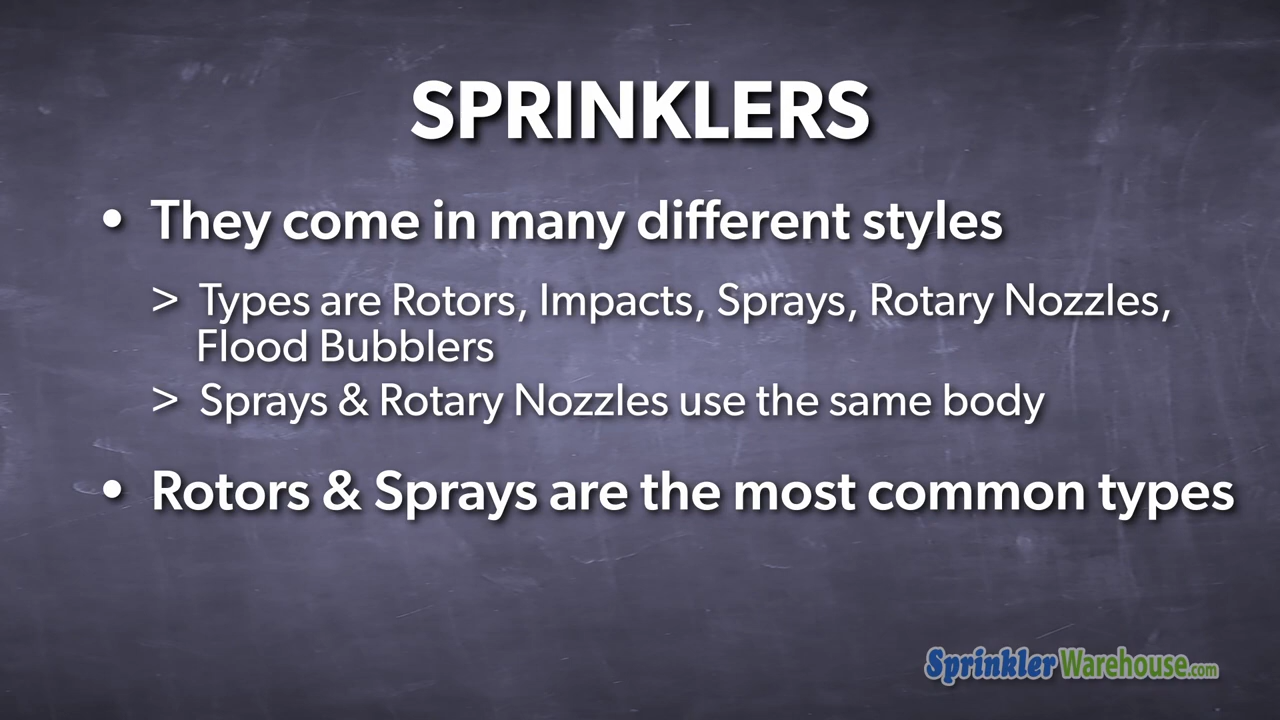 SPRINKLERS
• They come in many different styles
> Types are Rotors, Impacts, Sprays, Rotary Nozzles,
Flood Bubblers
> Sprays & Rotary Nozzles use the same body
• Rotors & Sprays are the most common types
SprinklerWarehouse.com